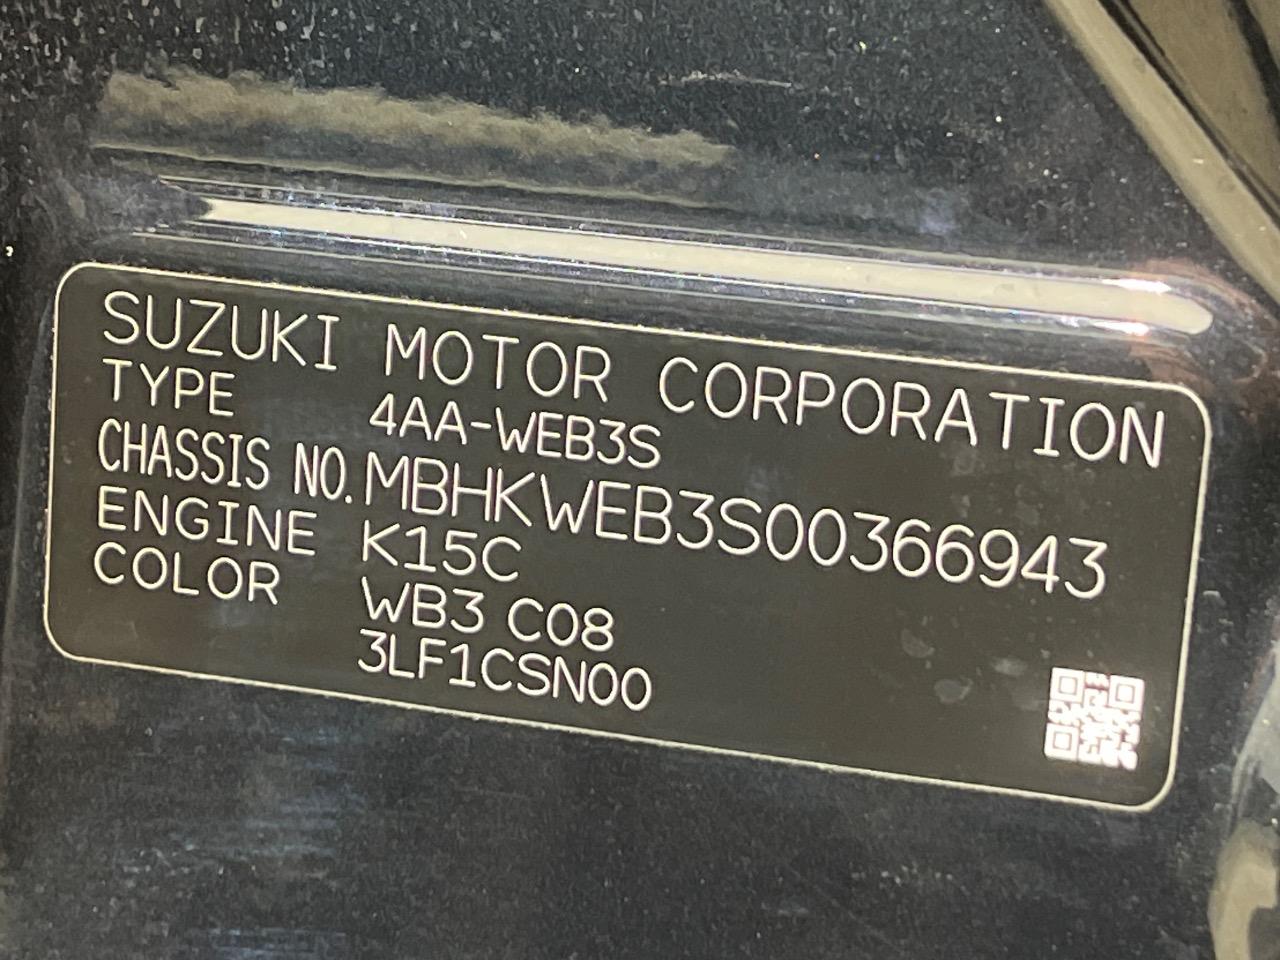 SUZUKI MOTOR CORPORATION
TYPE 4AA-WEB3S
CHASSIS NO. MBHKWEB3S00366943
ENGINE K15C
COLOR WB3 C08
3LF1CSN00